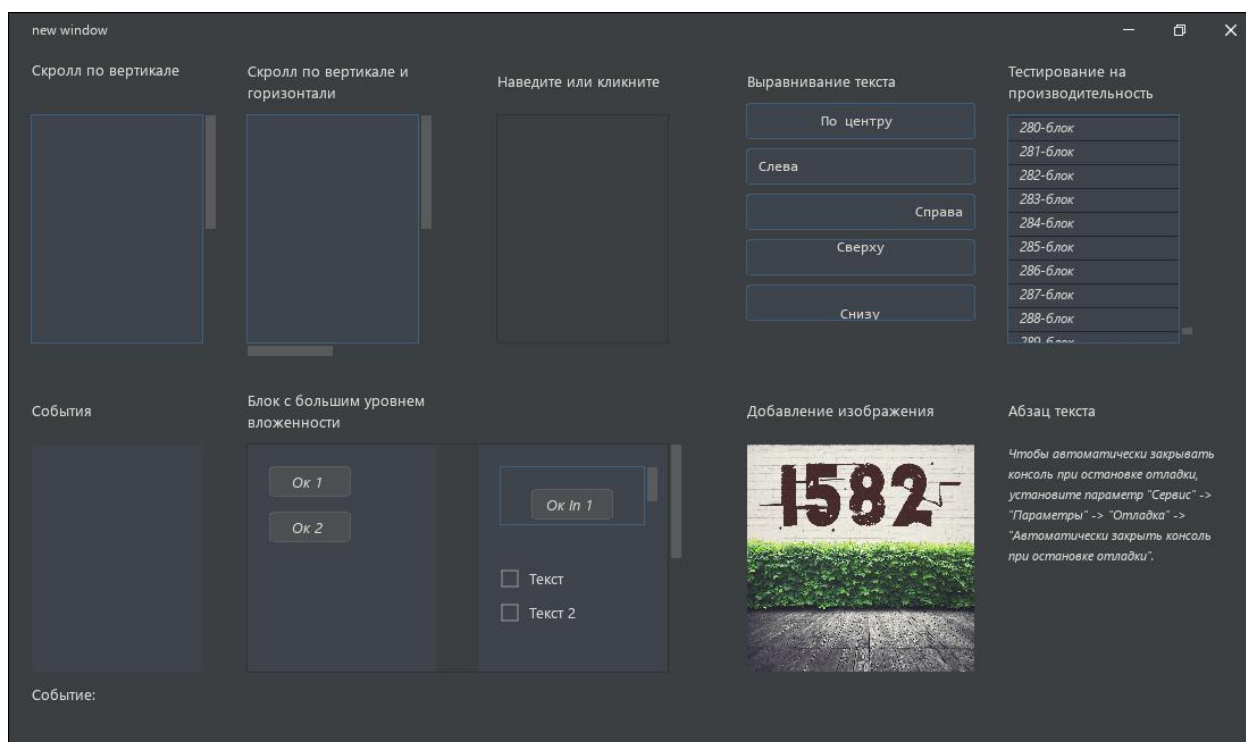 new window
Скролл по вертикале
Скролл по вертикале и
горизонтали
Наведите или кликните
Выравнивание текста
По центру
Слева
Справа
Сверху
Снизу
Тестирование на
производительность
280-блок
281-блок
282-блок
283-блок
284-блок
285-блок
286-блок
287-блок
288-блок
289-блок
События
Блок с большим уровнем
вложенности
Ок 1
Ок 2
Ок In 1
Текст
Текст 2
Добавление изображения
1582
Абзац текста
Чтобы автоматически закрывать
консоль при остановке отладки,
установите параметр "Сервис" ->
"Параметры" -> "Отладка" ->
"Автоматически закрыть консоль
при остановке отладки".
Событие: